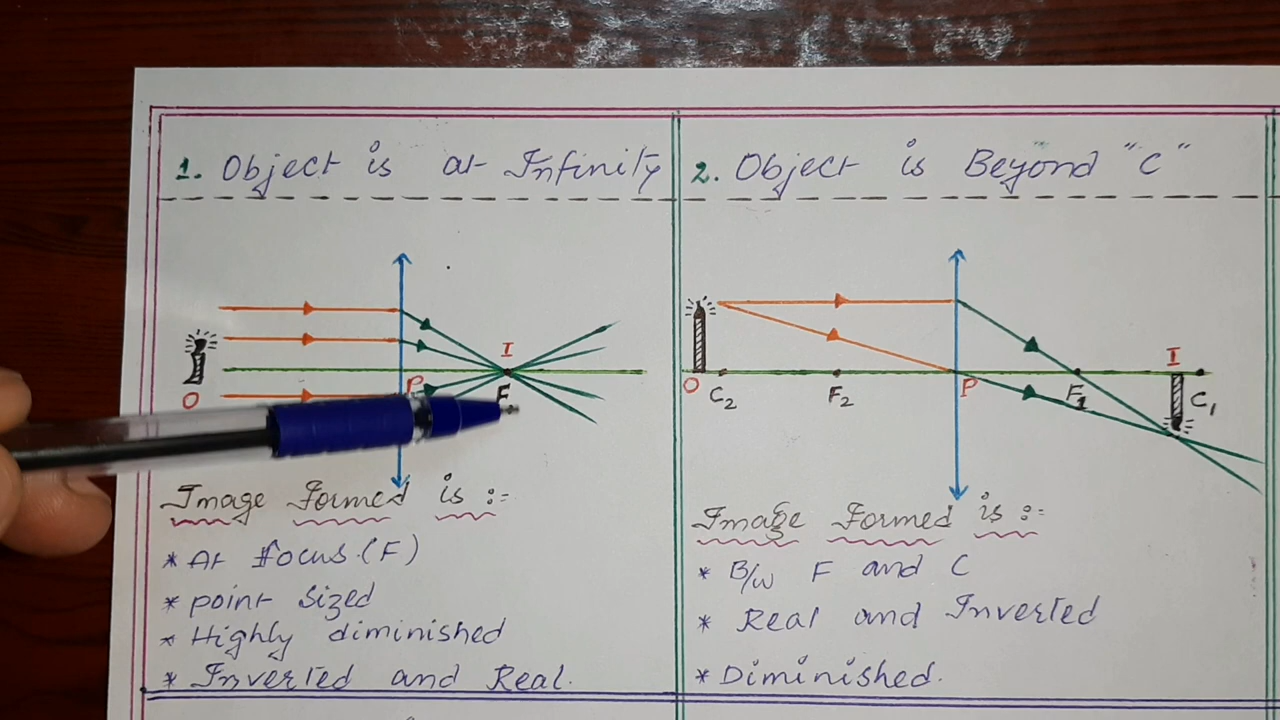 1. Object is at Infinity
O
P
I
F
Image Formed is :-
* At focus.(F)
* point sized
* Highly diminished
* Inverted and Real.
2. Object is Beyond "C"
O
C2
F2
P
F1
I
C1
Image Formed is :-
* B/w F and C
* Real and Inverted
* Diminished.